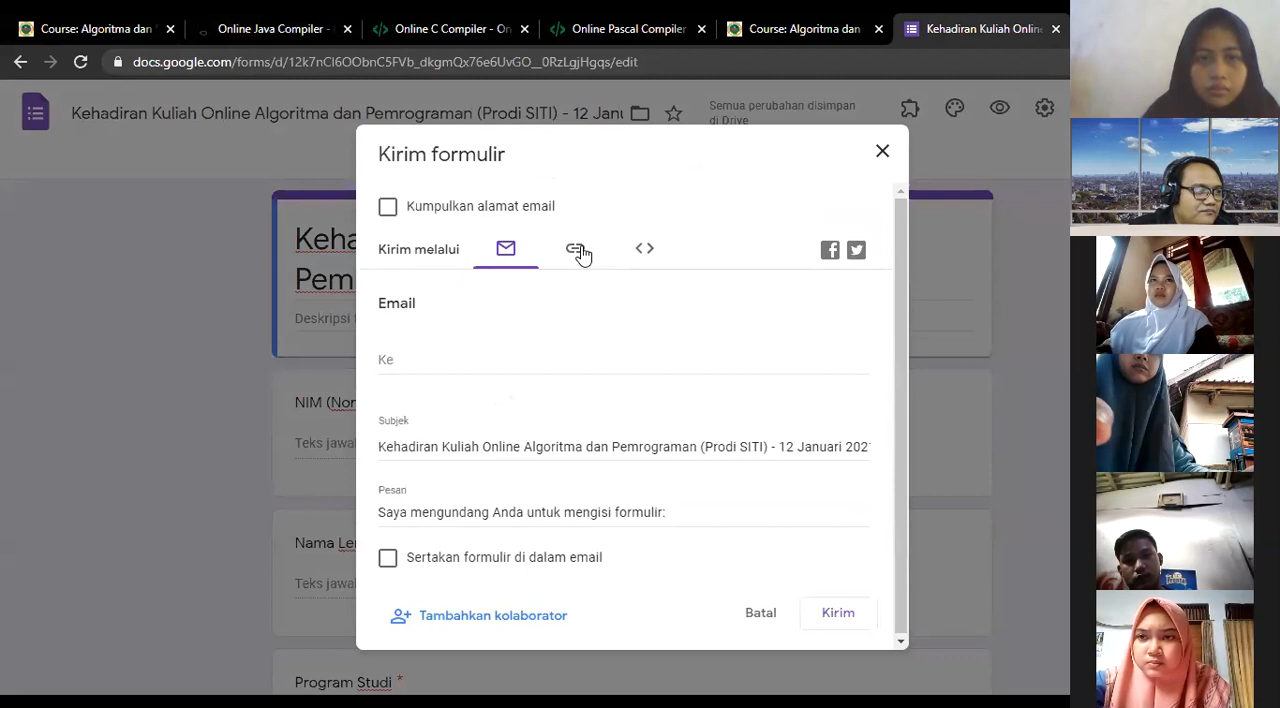 Course: Algoritma dan
Online Java Compiler -
Online C Compiler - On
Online Pascal Compiler
Course: Algoritma dan
Kehadiran Kuliah Online
docs.google.com/forms/d/12k7nCl6OObnC5FVb_dkgmQx76e6UvGO__0RzLgjHgqs/edit
Kehadiran Kuliah Online Algoritma dan Pemrograman (Prodi SITI) - 12 Janu
Semua perubahan disimpan
di Drive
Keha
Pem
Deskripsi f
NIM (Non
Teks jawa
Nama Len
Teks jawa
Program Studi *
Kirim formulir
Kumpulkan alamat email
Kirim melalui
Email
Ke
Subjek
Kehadiran Kuliah Online Algoritma dan Pemrograman (Prodi SITI) - 12 Januari 202
Pesan
Saya mengundang Anda untuk mengisi formulir:
Sertakan formulir di dalam email
Tambahkan kolaborator
Batal
Kirim